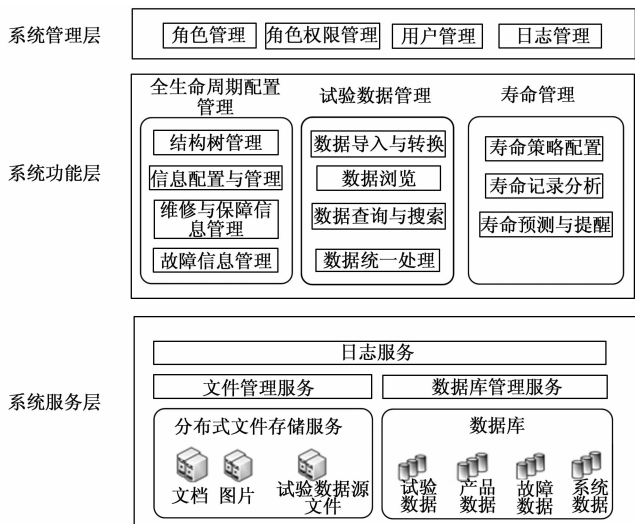 系统管理层
角色管理
角色权限管理
用户管理
日志管理
系统功能层
全生命周期配置
管理
结构树管理
信息配置与管理
维修与保障信
息管理
故障信息管理
试验数据管理
数据导入与转换
数据浏览
数据查询与搜索
数据统一处理
寿命管理
寿命策略配置
寿命记录分析
寿命预测与提醒
系统服务层
日志服务
文件管理服务
数据库管理服务
分布式文件存储服务
文档
图片
试验数据源
文件
数据库
试验
数据
产品
数据
故障
数据
系统
数据